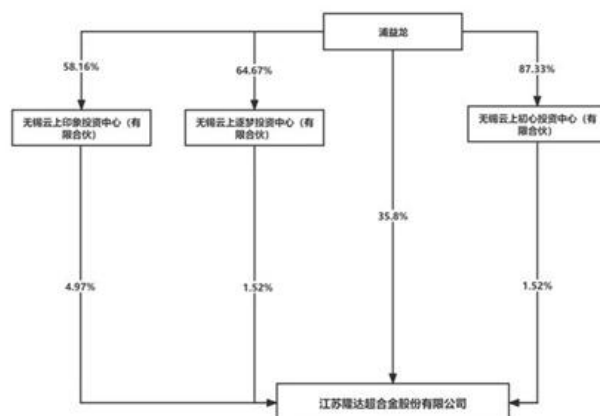 浦益龙
58.16%
64.67%
87.33%
无锡云上印象投资中心（有
限合伙）
无锡云上逐梦投资中心（有
限合伙）
无锡云上初心投资中心（有
限合伙）
35.8%
4.97%
1.52%
1.52%
江苏隆达超合金股份有限公司